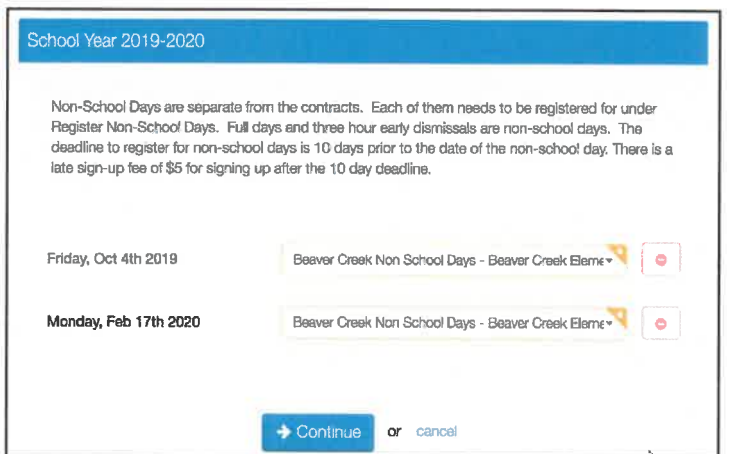 School Year 2019-2020
Non-School Days are separate from the contracts. Each of them needs to be registered for under
Register Non-School Days. Full days and three hour early dismissals are non-school days. The
deadline to register for non-school days is 10 days prior to the date of the non-school day. There is a
late sign-up fee of $5 for signing up after the 10 day deadline.
Friday, Oct 4th 2019 Beaver Creek Non School Days - Beaver Creek Eleme
Monday, Feb 17th 2020 Beaver Creek Non School Days - Beaver Creek Eleme
Continue or cancel